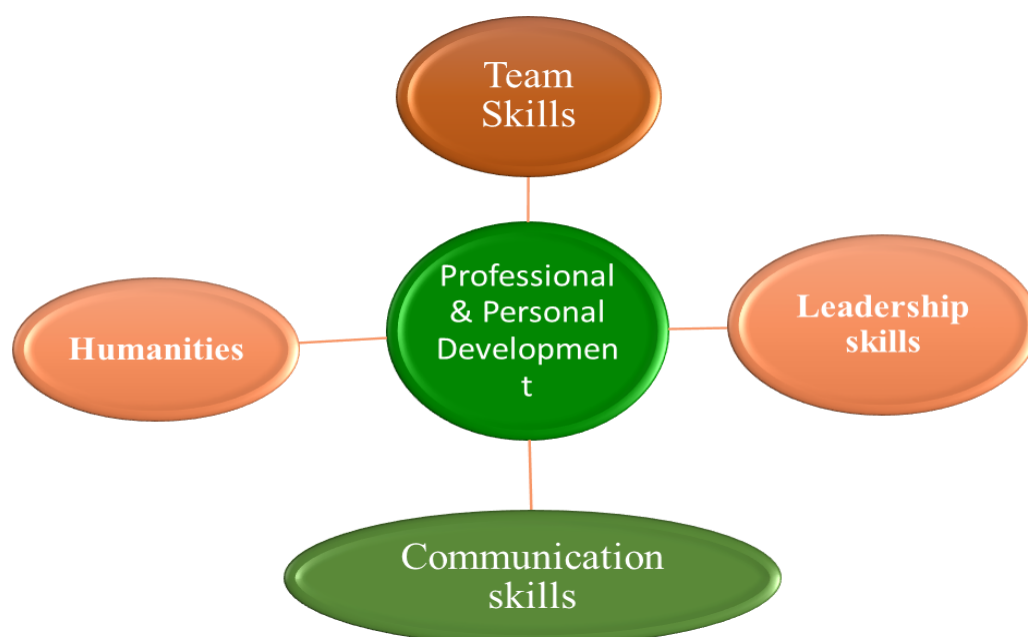 Team
Skills
Professional
& Personal
Developmen
t
Leadership
skills
Humanities
Communication
skills